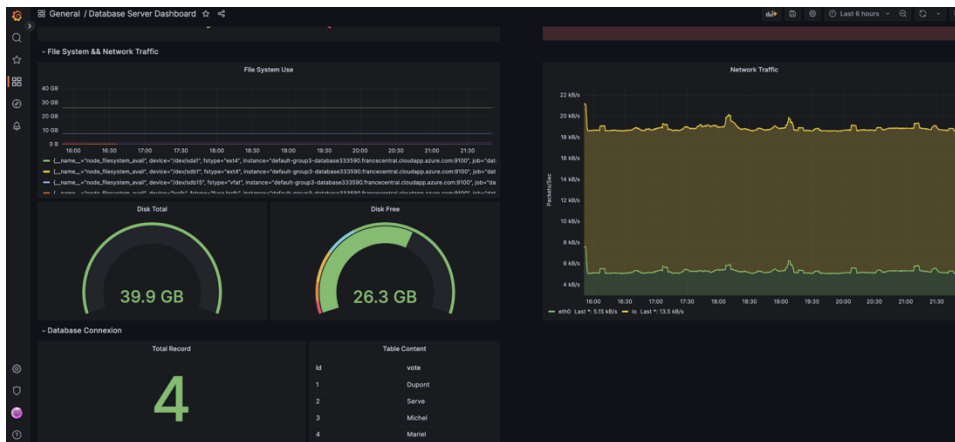 General / Database Server Dashboard
Last 6 hours
File System && Network Traffic
File System Use
40 GB
30 GB
20 GB
10 GB
0 B
16:00 16:30 17:00 17:30 18:00 18:30 19:00 19:30 20:00 20:30 21:00 21:30
{__name__="node_filesystem_avail", device="/dev/sda1", fstype="ext4", instance="default-group3-database333590.francecentral.cloudapp.azure.com:9100", job="dat
{__name__="node_filesystem_avail", device="/dev/sdb1", fstype="ext4", instance="default-group3-database333590.francecentral.cloudapp.azure.com:9100", job="dat
{__name__="node_filesystem_avail", device="/dev/sdb15", fstype="vfat", instance="default-group3-database333590.francecentral.cloudapp.azure.com:9100", job="da
Disk Total
39.9 GB
Disk Free
26.3 GB
Network Traffic
Packets/Sec
22 kB/s
20 kB/s
18 kB/s
16 kB/s
14 kB/s
12 kB/s
10 kB/s
8 kB/s
6 kB/s
4 kB/s
16:00 16:30 17:00 17:30 18:00 18:30 19:00 19:30 20:00 20:30 21:00 21:30
eth0 Last *: 5.15 kB/s lo Last *: 13.5 kB/s
Database Connexion
Total Record
4
Table Content
id vote
1 Dupont
2 Serve
3 Michel
4 Mariel